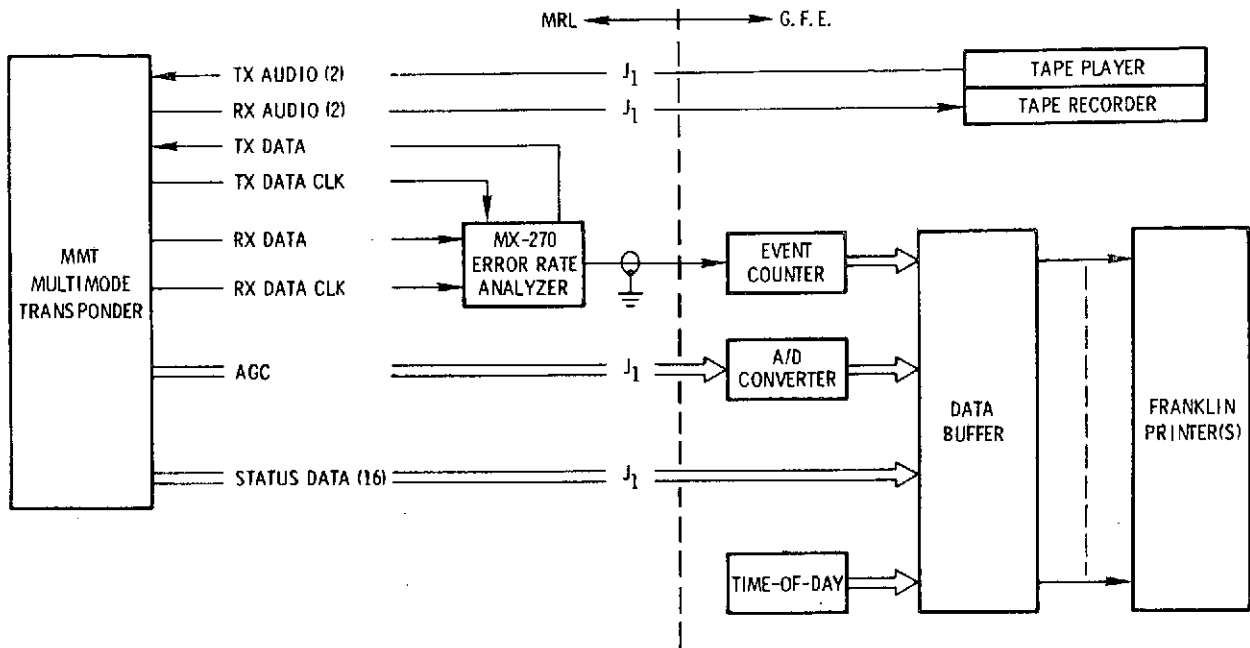 MRL
G. F. E.
TX AUDIO (2)
J1
TAPE PLAYER
RX AUDIO (2)
J1
TAPE RECORDER
TX DATA
TX DATA CLK
RX DATA
RX DATA CLK
MMT
MULTIMODE
TRANSPONDER
MX-270
ERROR RATE
ANALYZER
EVENT
COUNTER
AGC
J1
A/D
CONVERTER
DATA
BUFFER
FRANKLIN
PRINTER(S)
STATUS DATA (16)
J1
TIME-OF-DAY